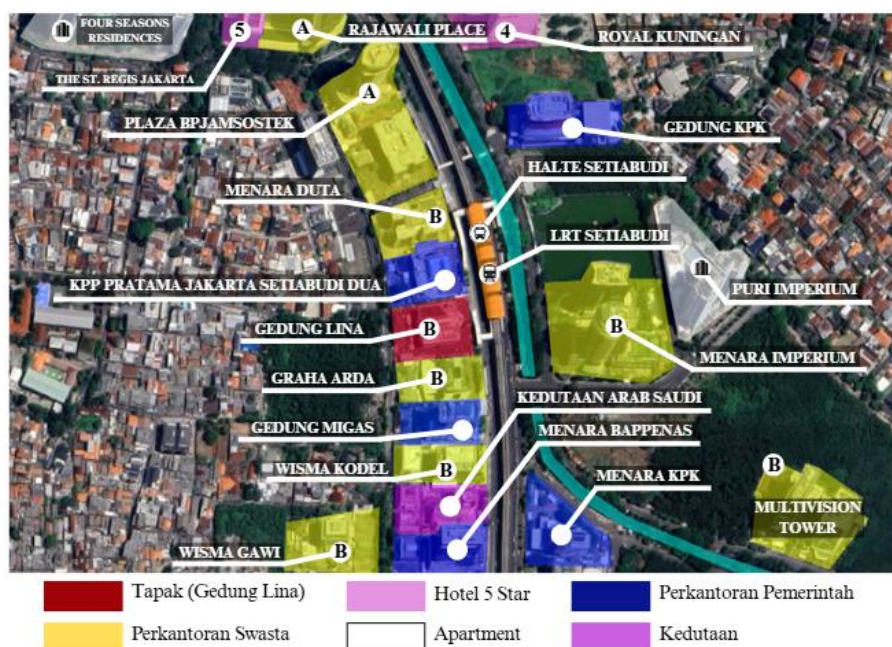 FOUR SEASONS
RESIDENCES
5
A
RAJAWALI PLACE
4
ROYAL KUNINGAN
THE ST. REGIS JAKARTA
A
PLAZA BPJAMSOSTEK
GEDUNG KPK
MENARA DUTA
B
HALTE SETIABUDI
LRT SETIABUDI
KPP PRATAMA JAKARTA SETIABUDI DUA
PURI IMPERIUM
GEDUNG LINA
B
B
MENARA IMPERIUM
GRAHA ARDA
B
KEDUTAAN ARAB SAUDI
GEDUNG MIGAS
MENARA BAPPENAS
WISMA KODEL
B
MENARA KPK
B
MULTIVISION
TOWER
WISMA GAWI
B
Tapak (Gedung Lina)
Hotel 5 Star
Perkantoran Pemerintah
Perkantoran Swasta
Apartment
Kedutaan